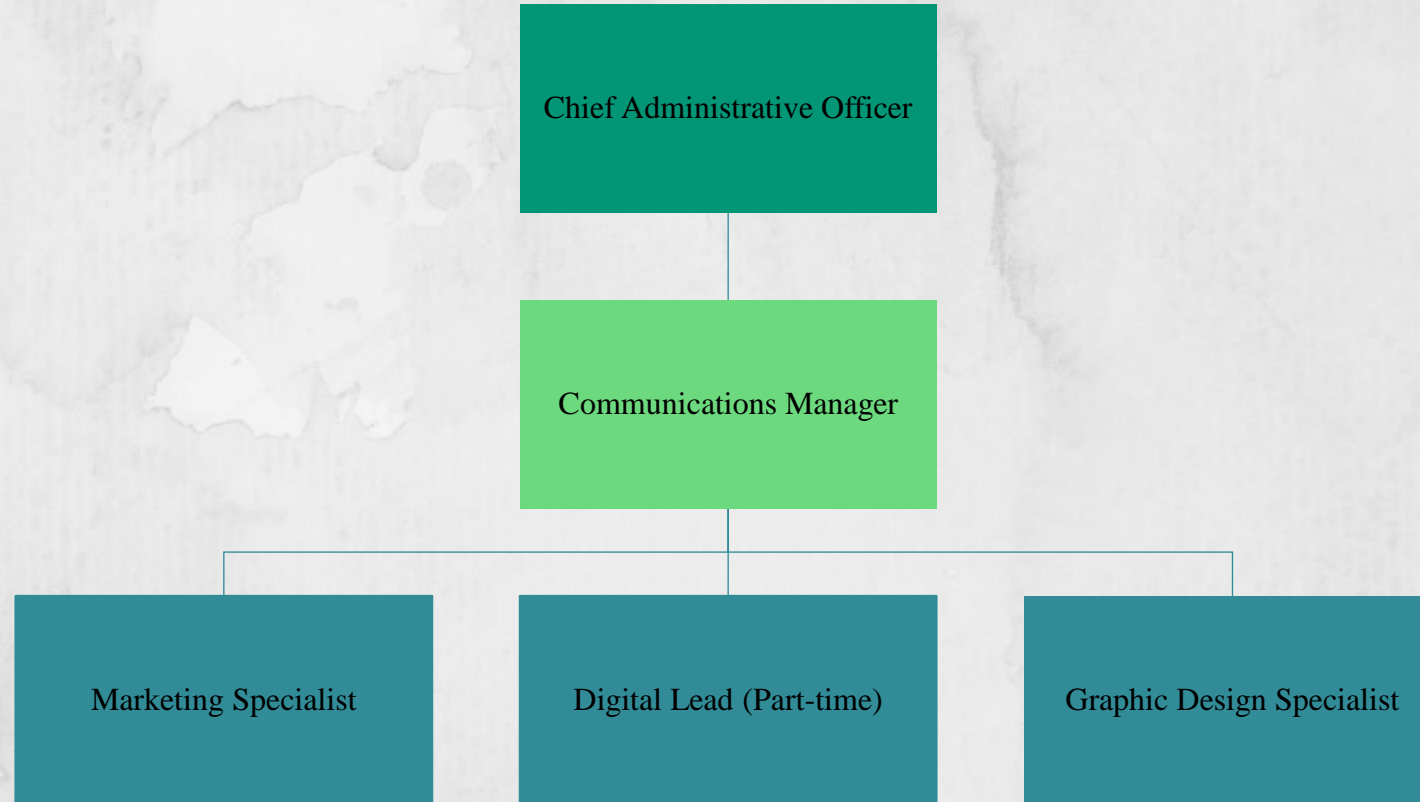 Chief Administrative Officer
Communications Manager
Marketing Specialist
Digital Lead (Part-time)
Graphic Design Specialist